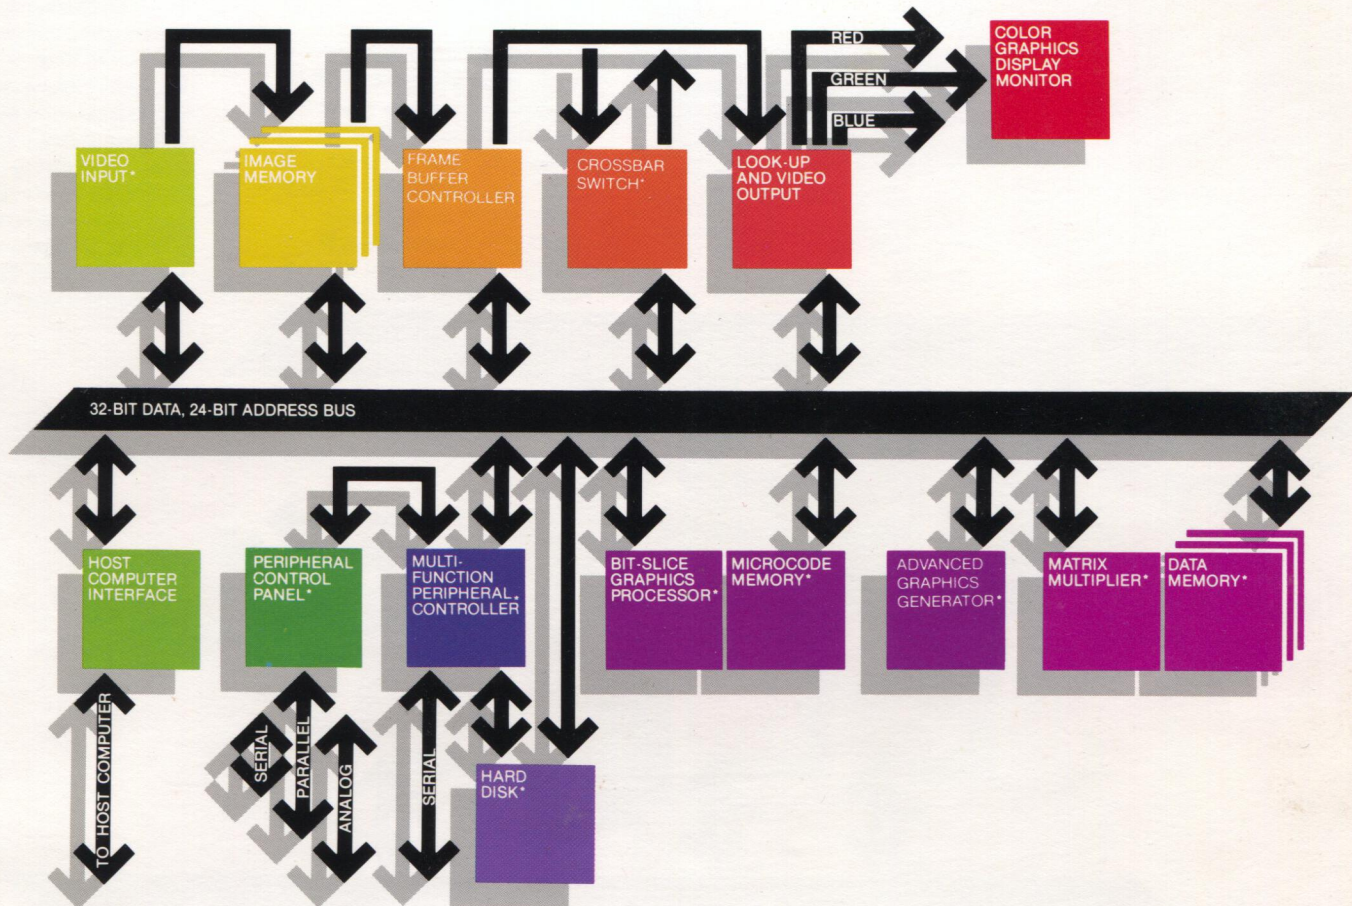 RED
GREEN
BLUE
COLOR
GRAPHICS
DISPLAY
MONITOR
VIDEO
INPUT*
IMAGE
MEMORY
FRAME
BUFFER
CONTROLLER
CROSSBAR
SWITCH*
LOOK-UP
AND VIDEO
OUTPUT
32-BIT DATA, 24-BIT ADDRESS BUS
HOST
COMPUTER
INTERFACE
PERIPHERAL
CONTROL
PANEL*
MULTI-
FUNCTION
PERIPHERAL*
CONTROLLER
BIT-SLICE
GRAPHICS
PROCESSOR*
MICROCODE
MEMORY*
ADVANCED
GRAPHICS
GENERATOR*
MATRIX
MULTIPLIER*
DATA
MEMORY*
TO HOST COMPUTER
SERIAL
PARALLEL
ANALOG
SERIAL
HARD
DISK*